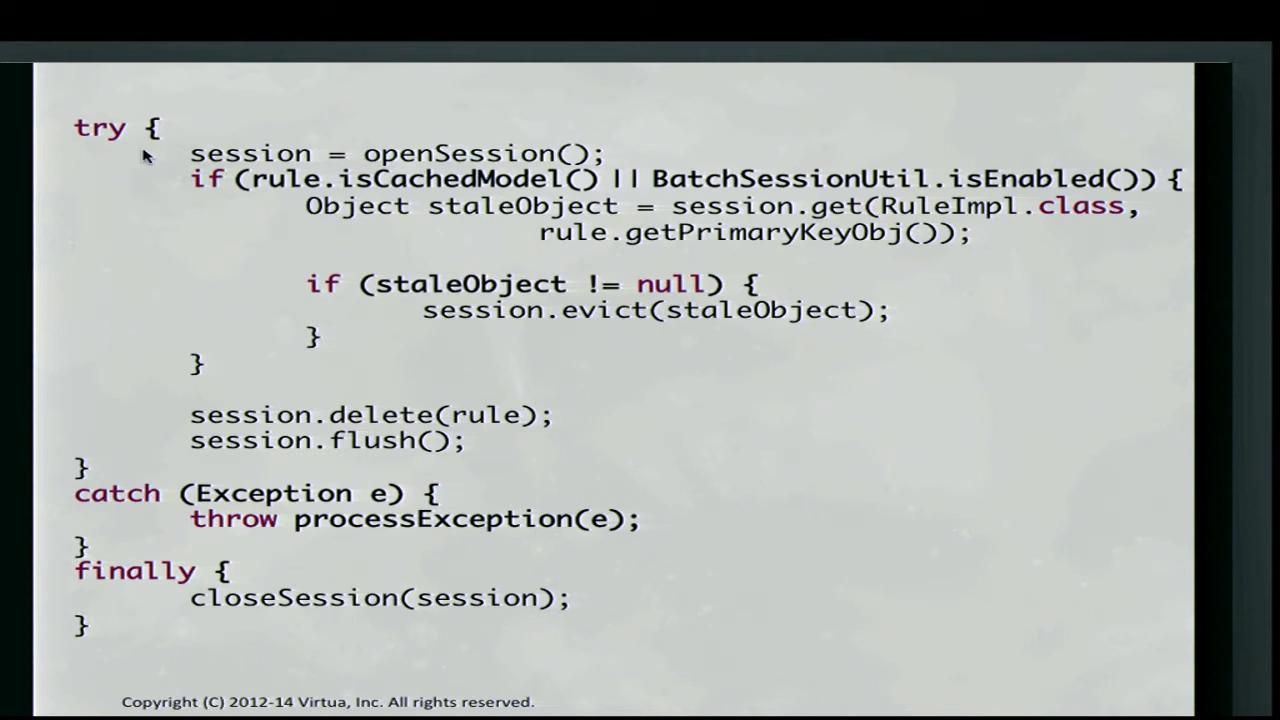 try {
session = openSession();
if (rule.isCachedModel() || BatchSessionUtil.isEnabled()) {
Object staleObject = session.get(RuleImpl.class,
rule.getPrimaryKeyObj());
if (staleObject != null) {
session.evict(staleObject);
}
}
session.delete(rule);
session.flush();
}
catch (Exception e) {
throw processException(e);
}
finally {
closeSession(session);
}
Copyright (C) 2012-14 Virtua, Inc. All rights reserved.